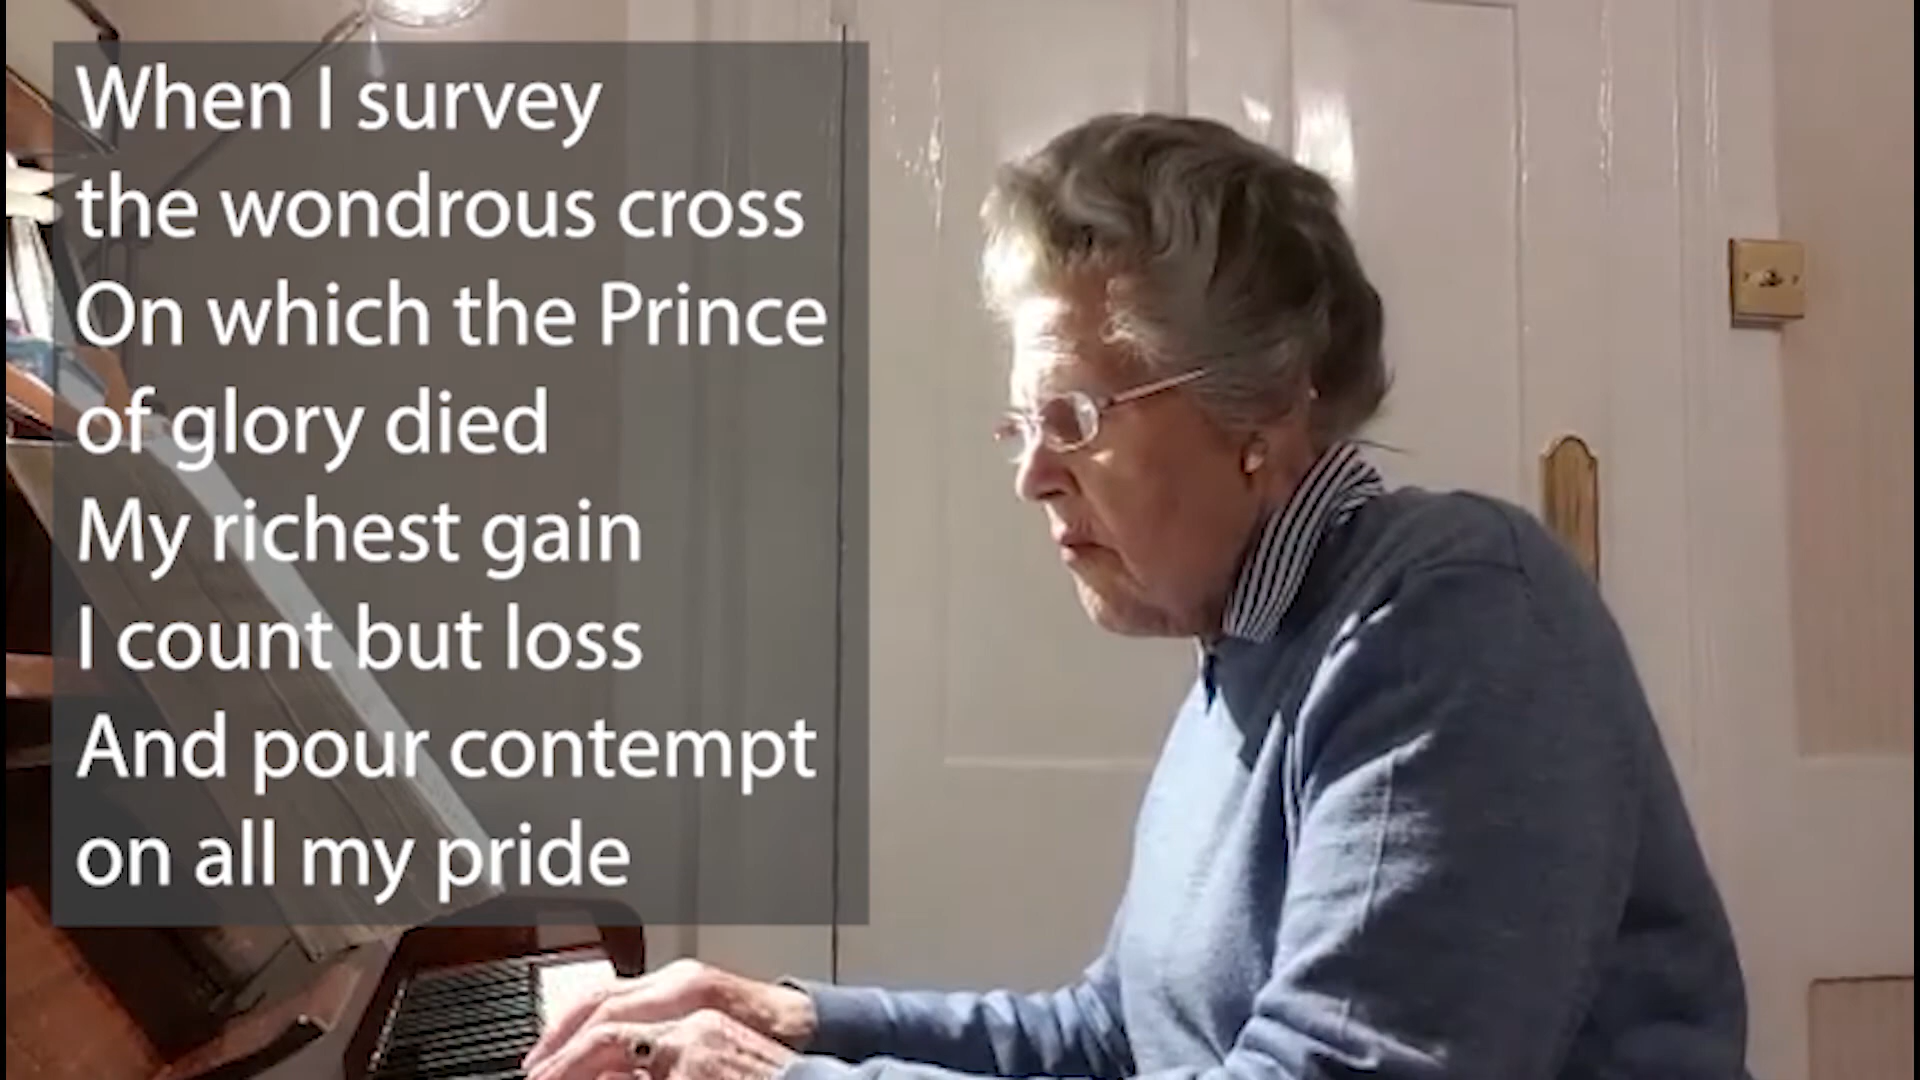 When I survey
the wondrous cross
On which the Prince
of glory died
My richest gain
I count but loss
And pour contempt
on all my pride